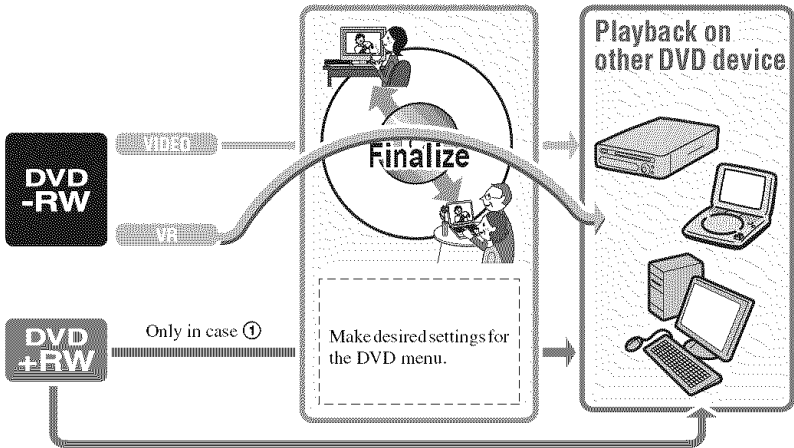 Playback on
other DVD device
VIDEO
Finalize
DVD
-RW
VR
DVD
+RW
Only in case ①
Make desired settings for
the DVD menu.